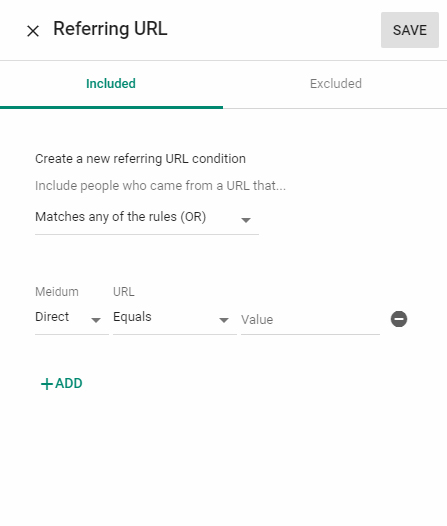 Referring URL
SAVE
Included
Excluded
Create a new referring URL condition
Include people who came from a URL that...
Matches any of the rules (OR)
Meidum URL
Direct Equals Value
+ADD